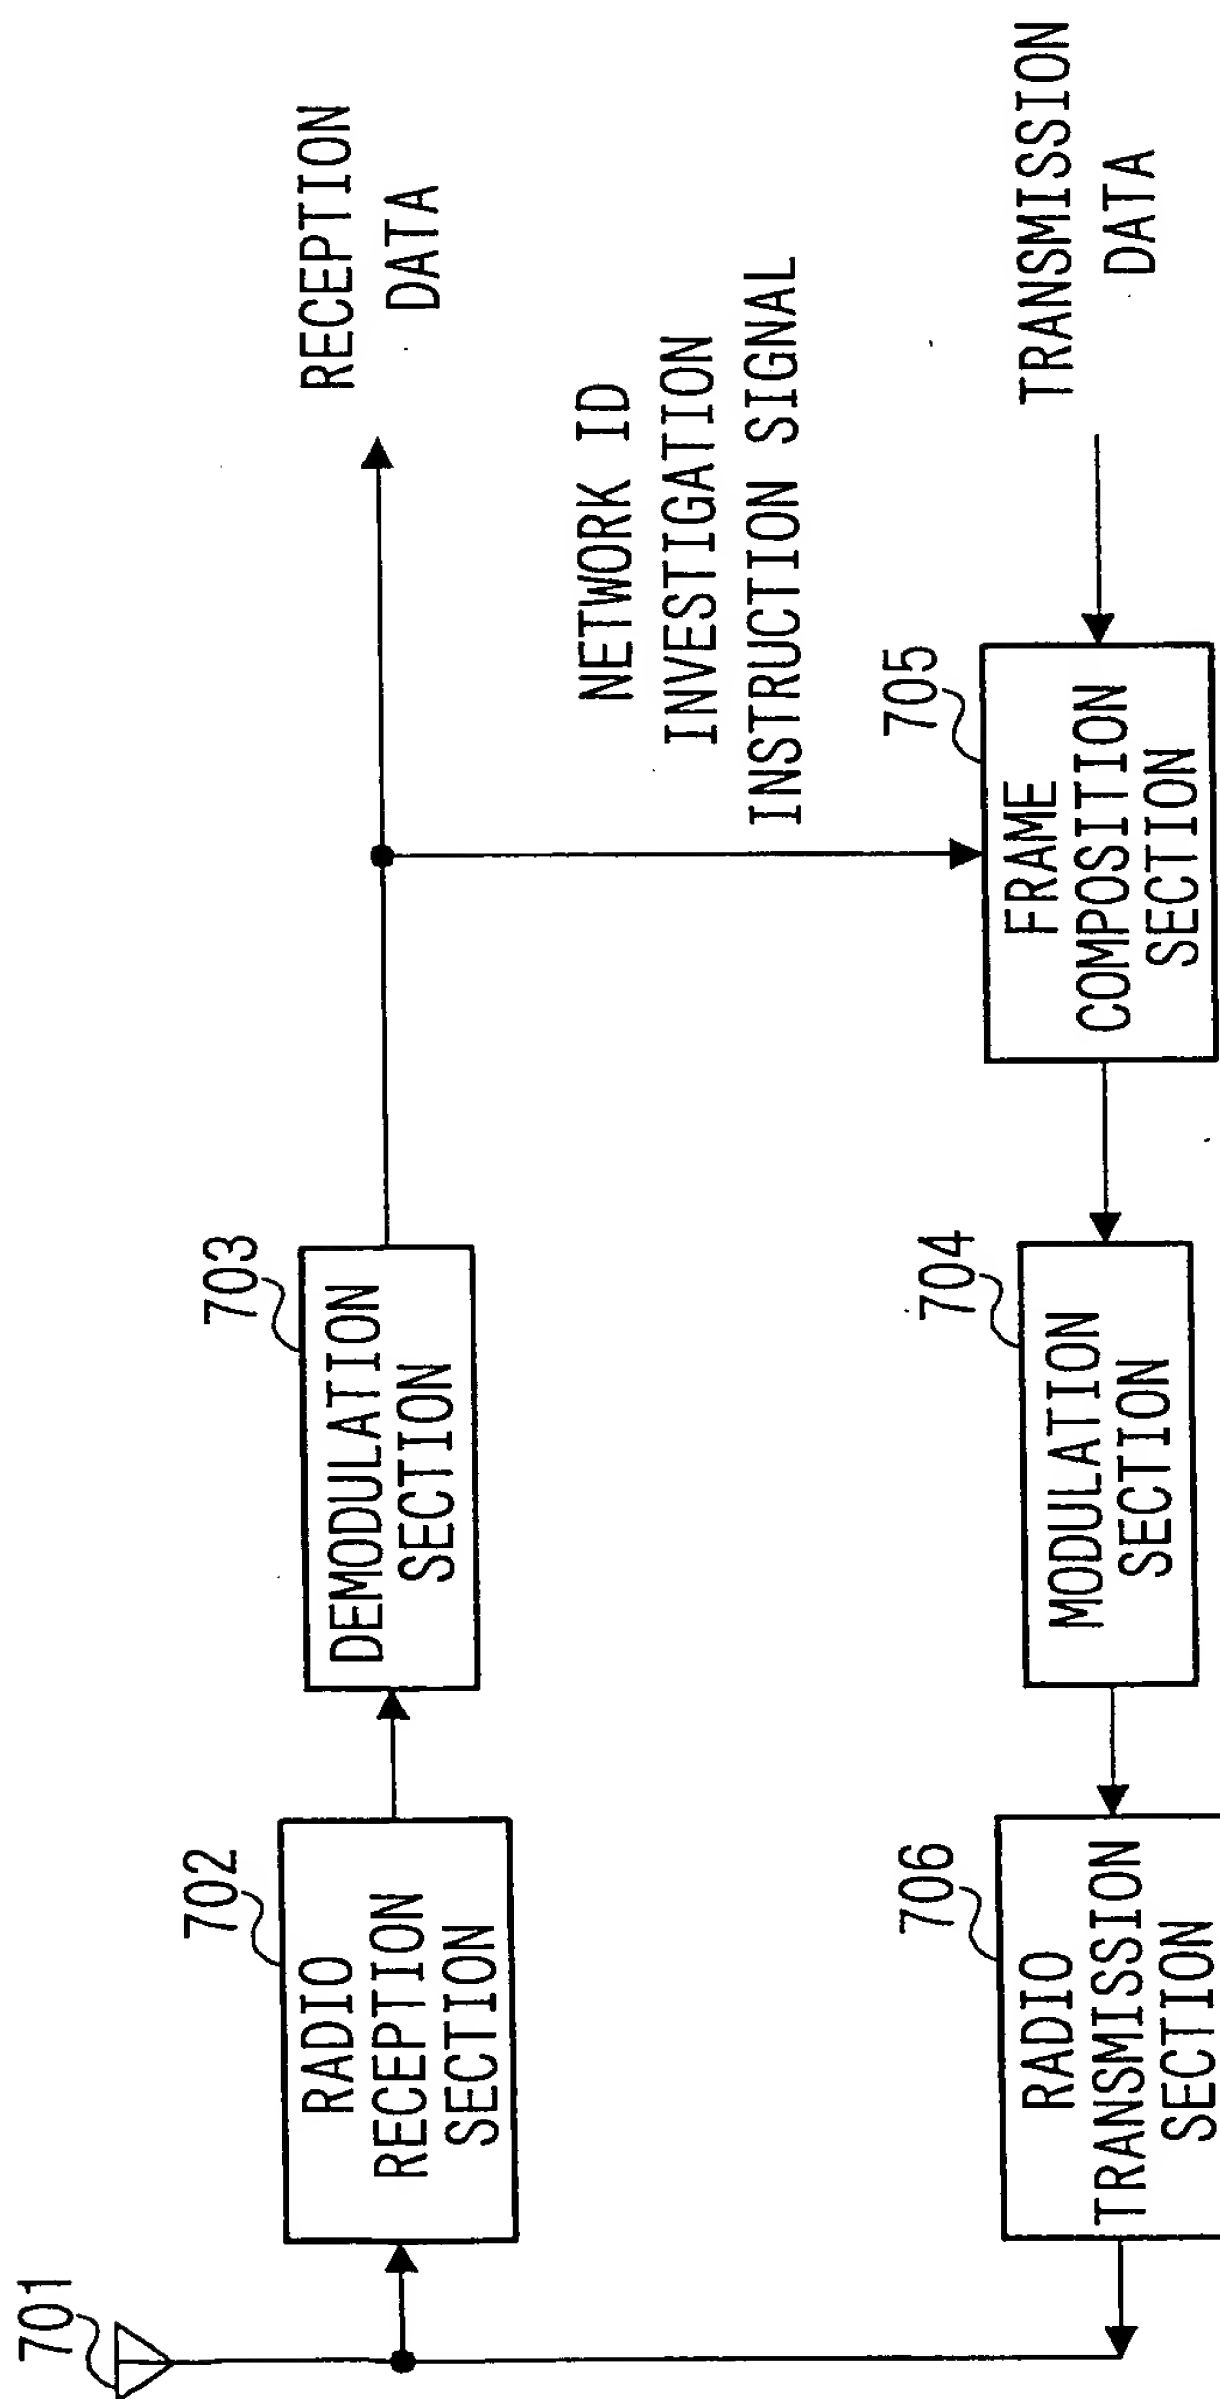 701
702
RADIO
RECEPTION
SECTION
703
DEMODULATION
SECTION
RECEPTION
DATA
NETWORK ID
INVESTIGATION
INSTRUCTION SIGNAL
706
RADIO
TRANSMISSION
SECTION
704
MODULATION
SECTION
705
FRAME
COMPOSITION
SECTION
TRANSMISSION
DATA